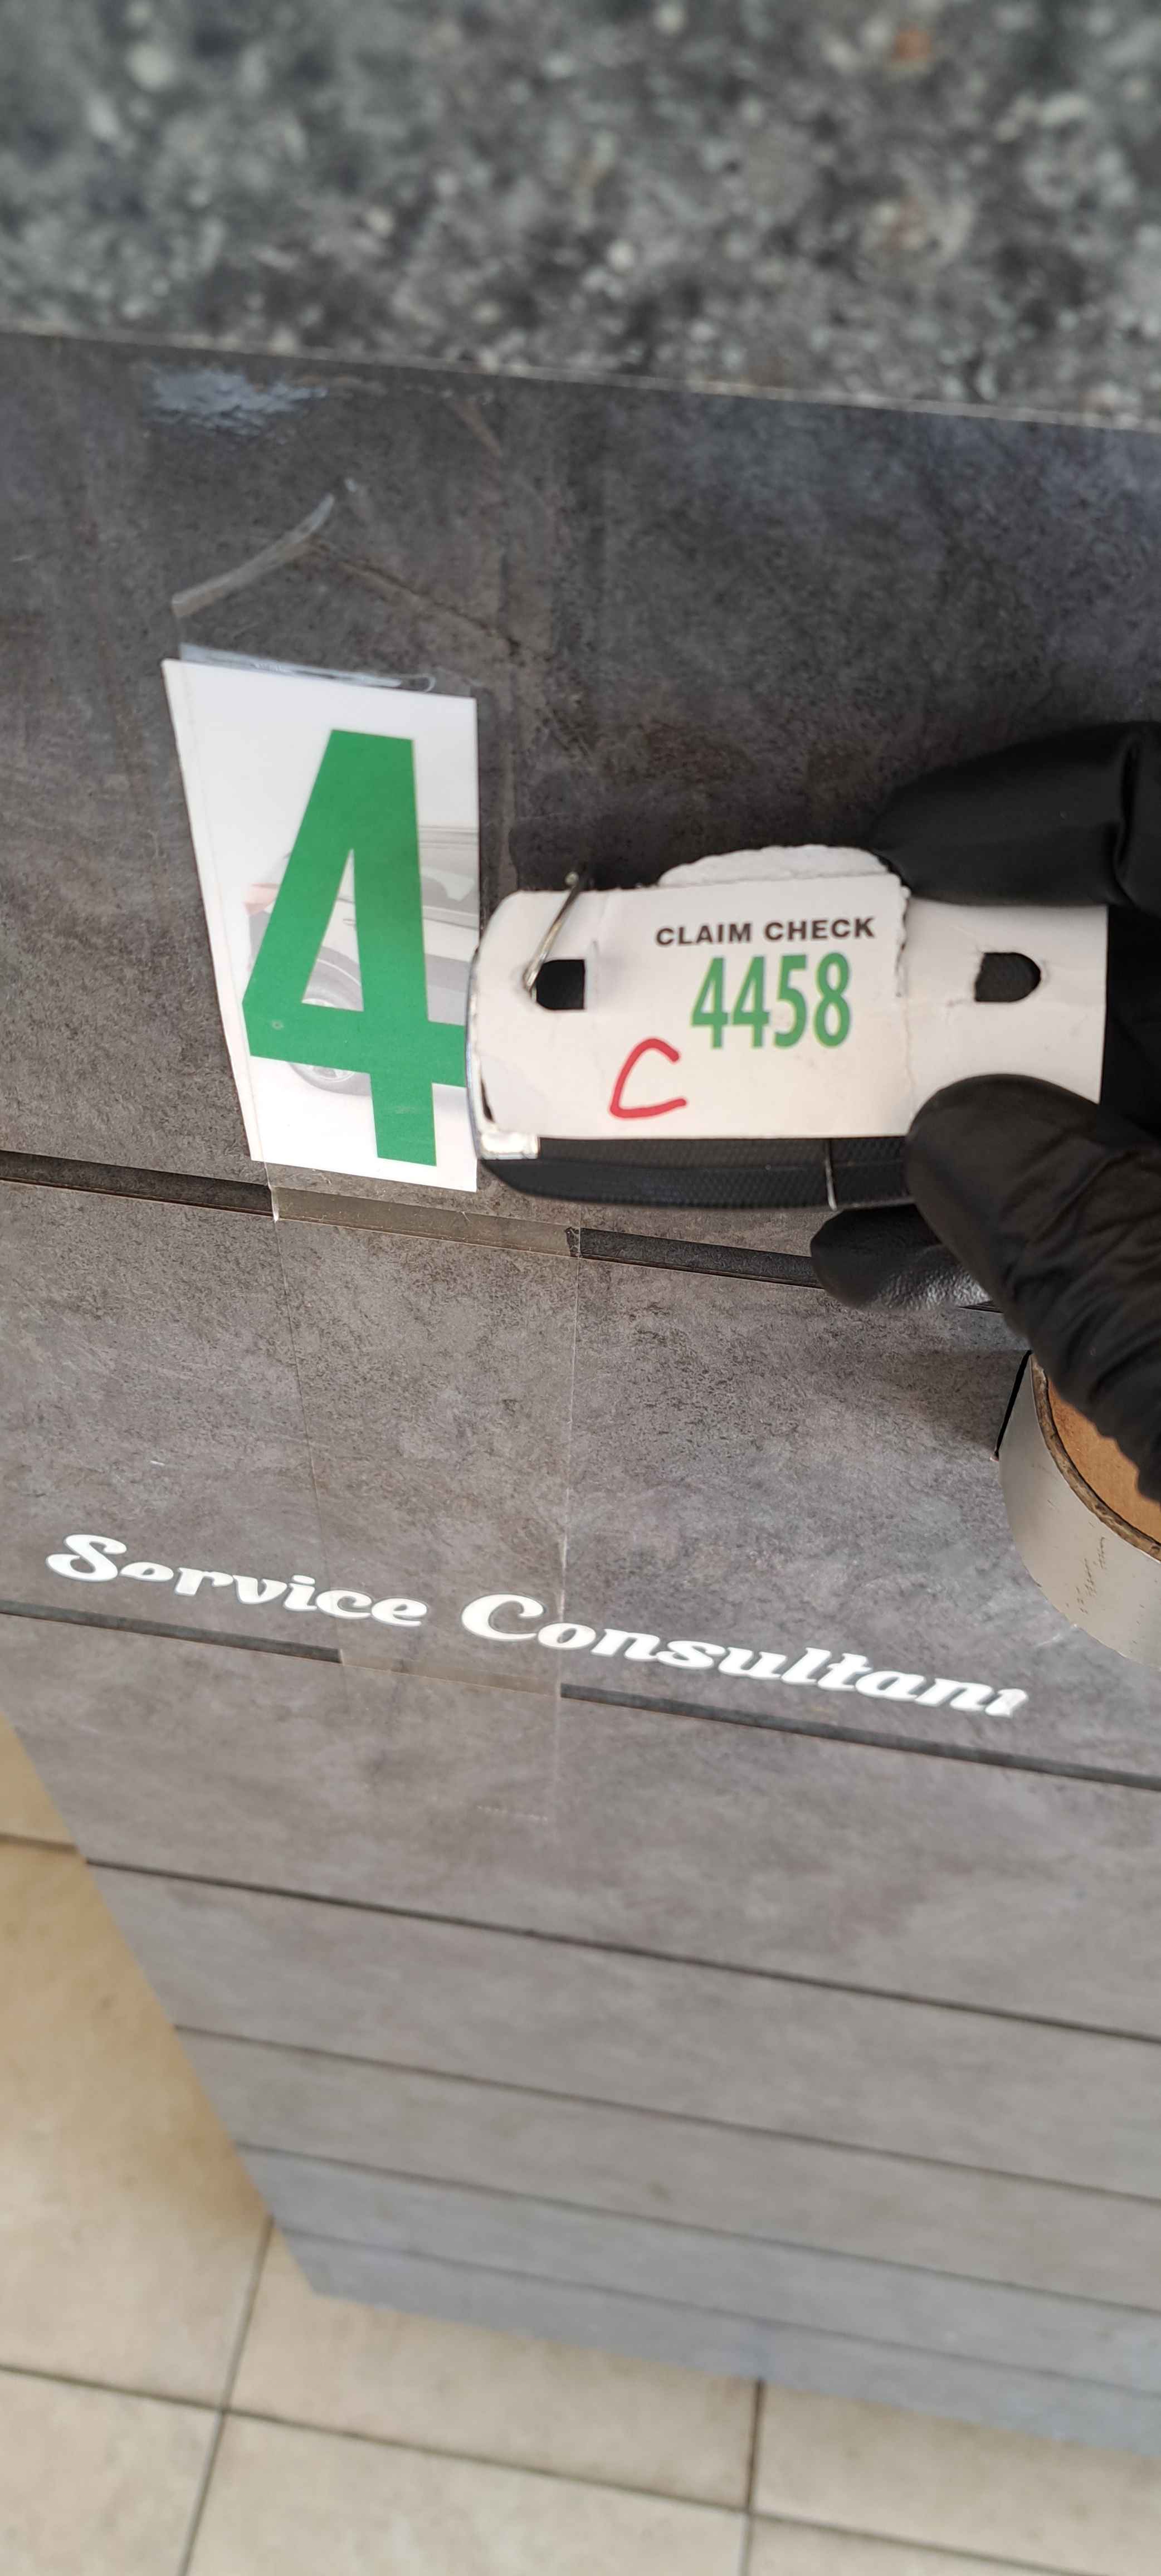 4
CLAIM CHECK
4458
C
Service Consultant